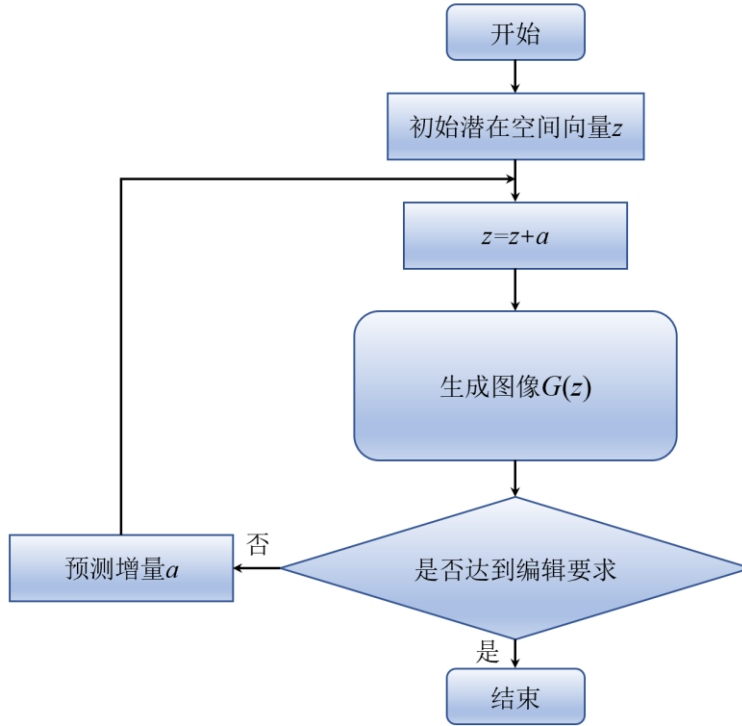 开始
初始潜在空间向量z
z=z+a
生成图像G(z)
是否达到编辑要求
否
预测增量a
是
结束